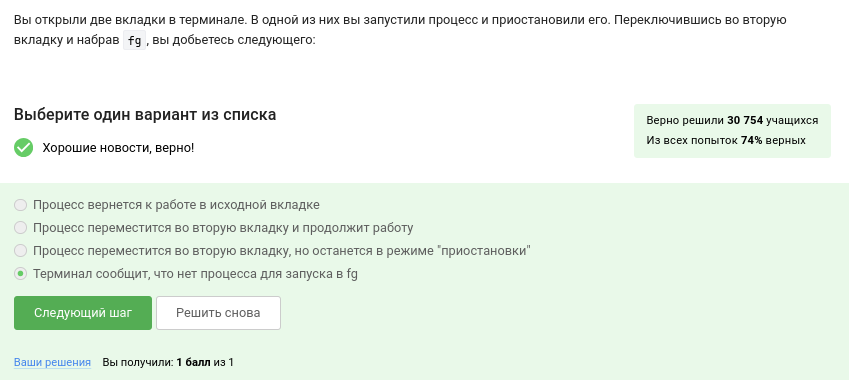 Вы открыли две вкладки в терминале. В одной из них вы запустили процесс и приостановили его. Переключившись во вторую
вкладку и набрав fg, вы добьетесь следующего:
Выберите один вариант из списка
Верно решили 30 754 учащихся
Из всех попыток 74% верных
Хорошие новости, верно!
Процесс вернется к работе в исходной вкладке
Процесс переместится во вторую вкладку и продолжит работу
Процесс переместится во вторую вкладку, но останется в режиме "приостановки"
Терминал сообщит, что нет процесса для запуска в fg
Следующий шаг
Решить снова
Ваши решения Вы получили: 1 балл из 1